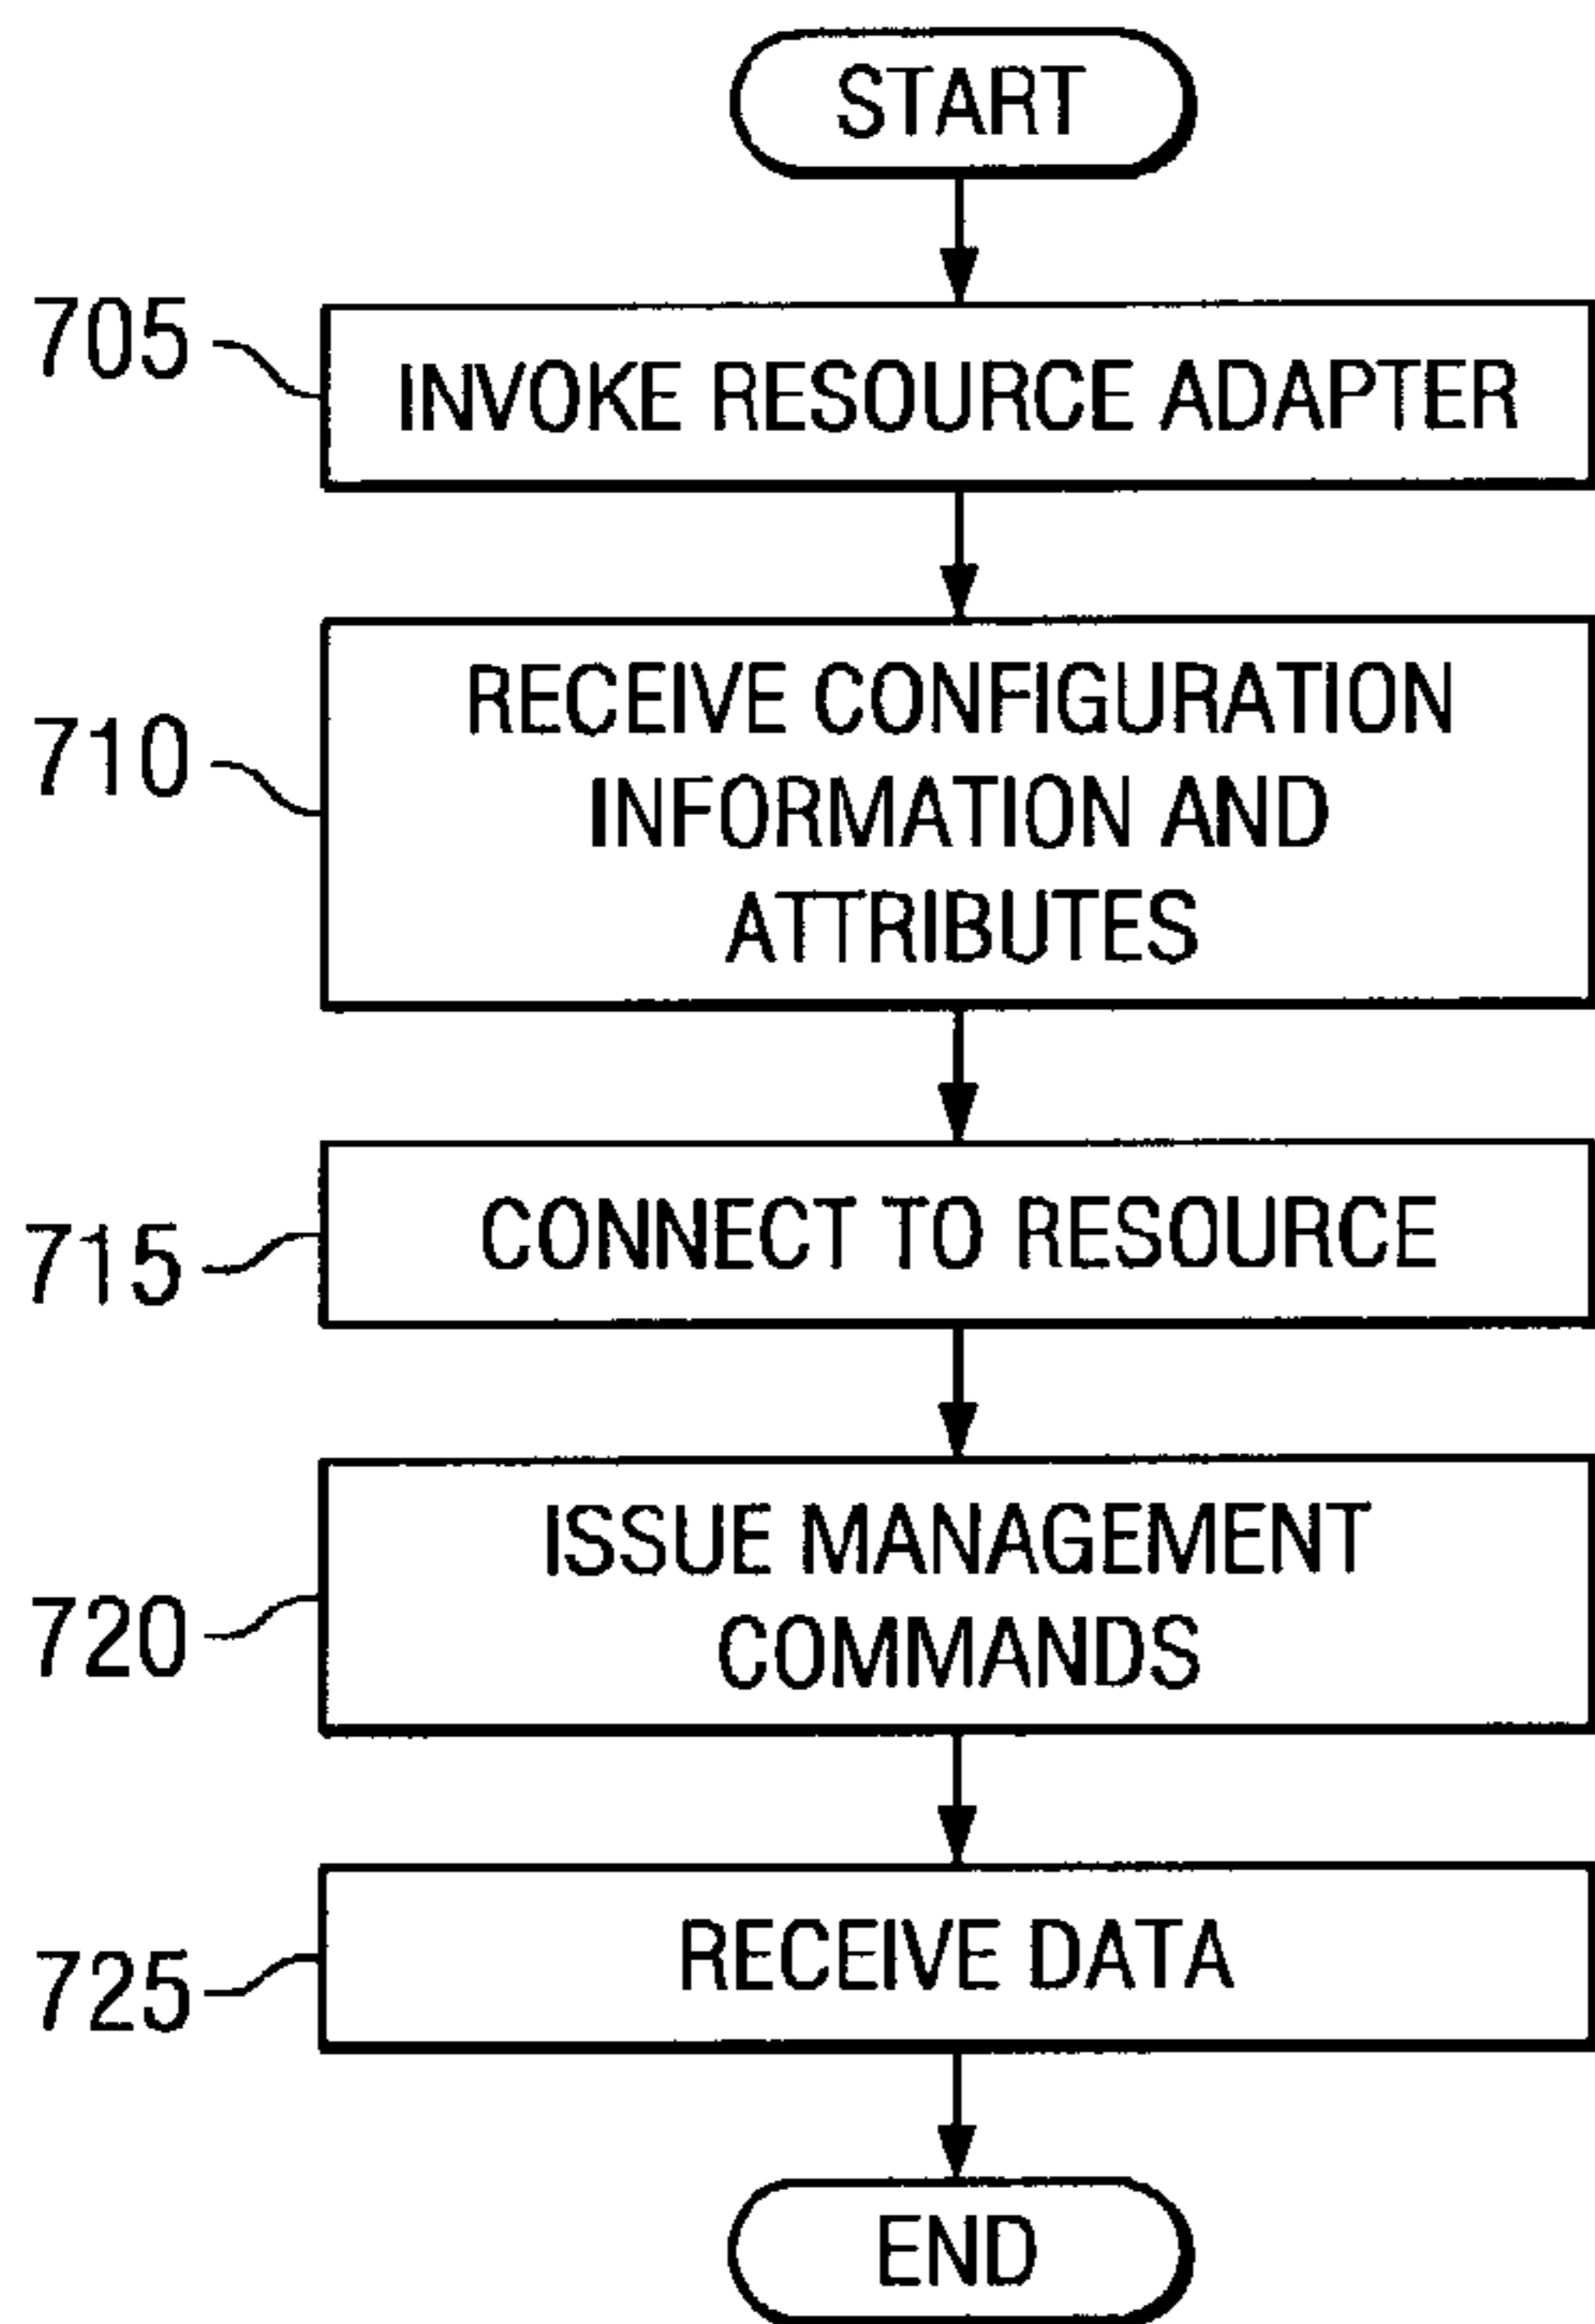 START
705
INVOKE RESOURCE ADAPTER
710
RECEIVE CONFIGURATION
INFORMATION AND
ATTRIBUTES
715
CONNECT TO RESOURCE
720
ISSUE MANAGEMENT
COMMANDS
725
RECEIVE DATA
END